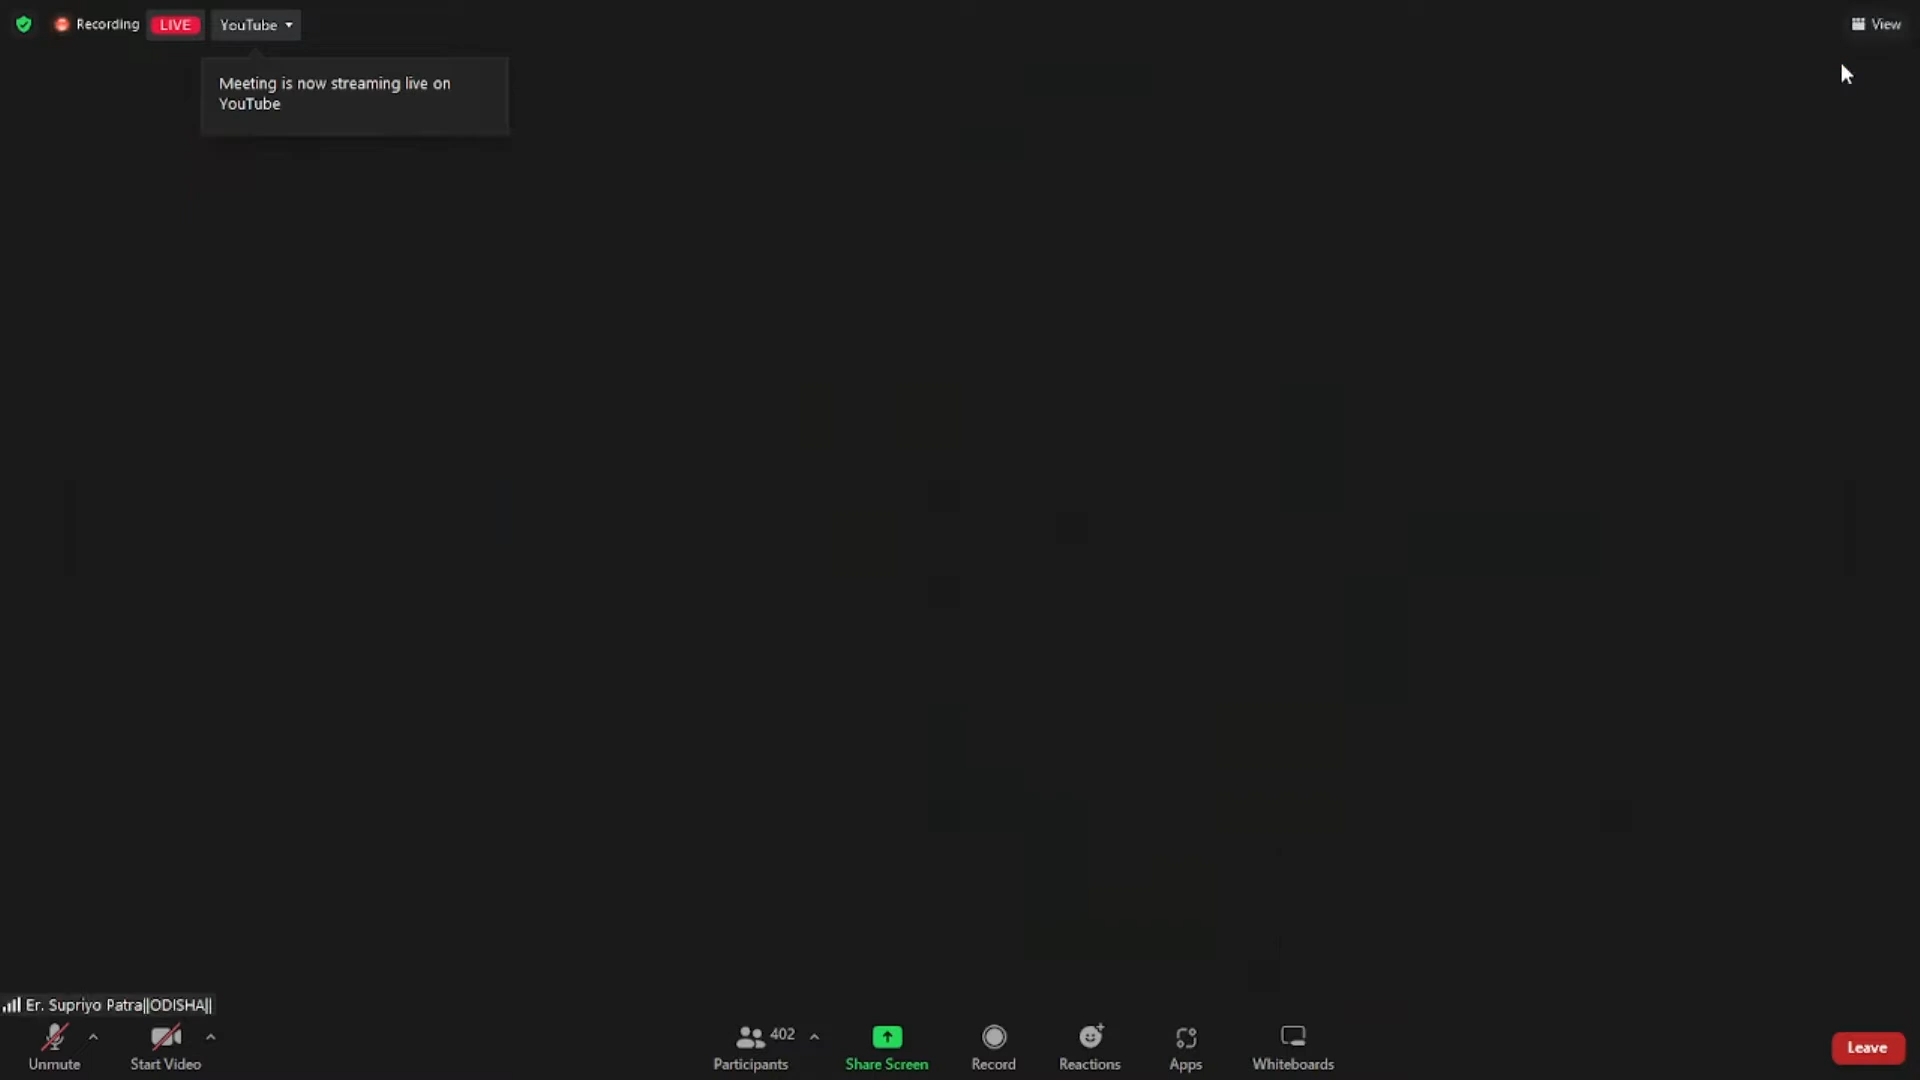 Recording LIVE YouTube View
Meeting is now streaming live on
YouTube
Er. Supriyo Patra||ODISHA||
402
Unmute Start Video Participants Share Screen Record Reactions Apps Whiteboards Leave